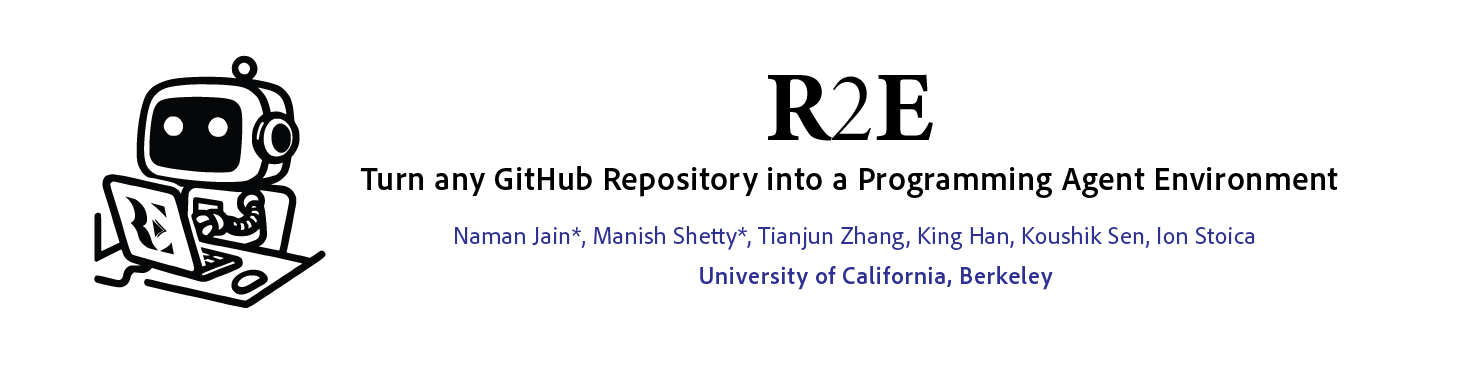 R2E
Turn any GitHub Repository into a Programming Agent Environment
Naman Jain*, Manish Shetty*, Tianjun Zhang, King Han, Koushik Sen, Ion Stoica
University of California, Berkeley